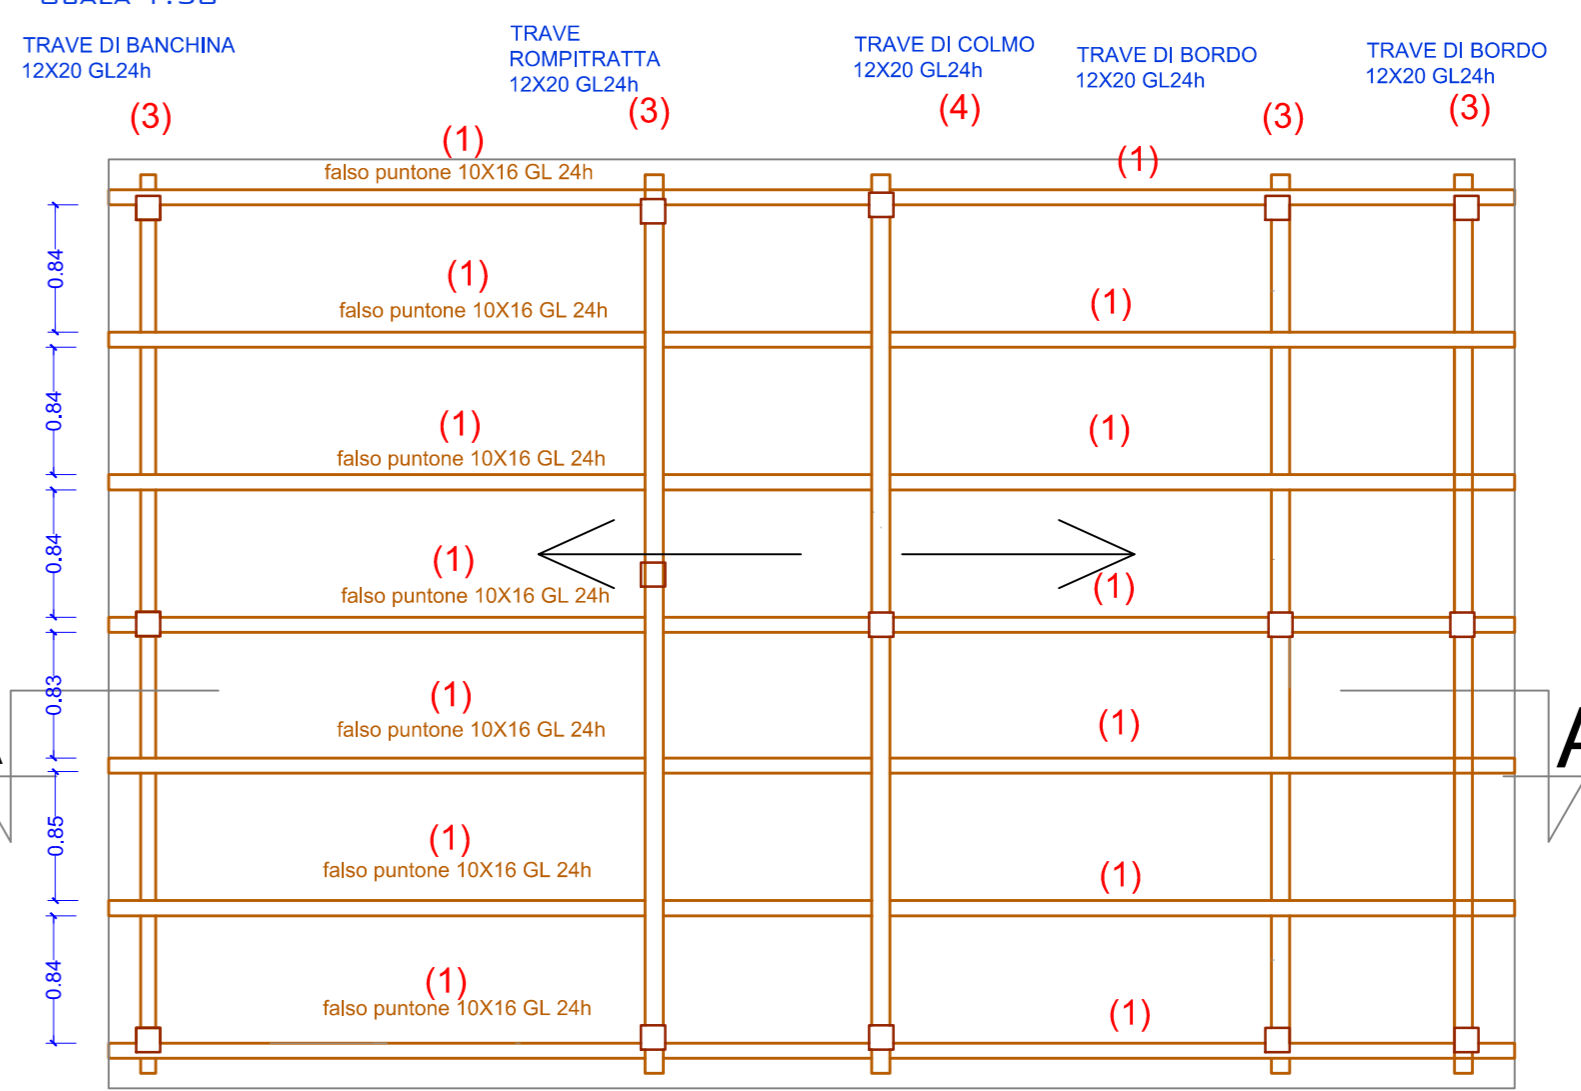 SCALA 1:50
TRAVE DI BANCHINA
12X20 GL24h
(3)
TRAVE
ROMPITRATTA
12X20 GL24h
(3)
TRAVE DI COLMO
12X20 GL24h
(4)
TRAVE DI BORDO
12X20 GL24h
(3)
TRAVE DI BORDO
12X20 GL24h
(3)
(1)
falso puntone 10X16 GL 24h
(1)
0.84
(1)
falso puntone 10X16 GL 24h
(1)
0.84
(1)
falso puntone 10X16 GL 24h
(1)
0.84
(1)
falso puntone 10X16 GL 24h
(1)
0.83
(1)
falso puntone 10X16 GL 24h
(1)
A
0.85
(1)
falso puntone 10X16 GL 24h
(1)
0.84
(1)
falso puntone 10X16 GL 24h
(1)